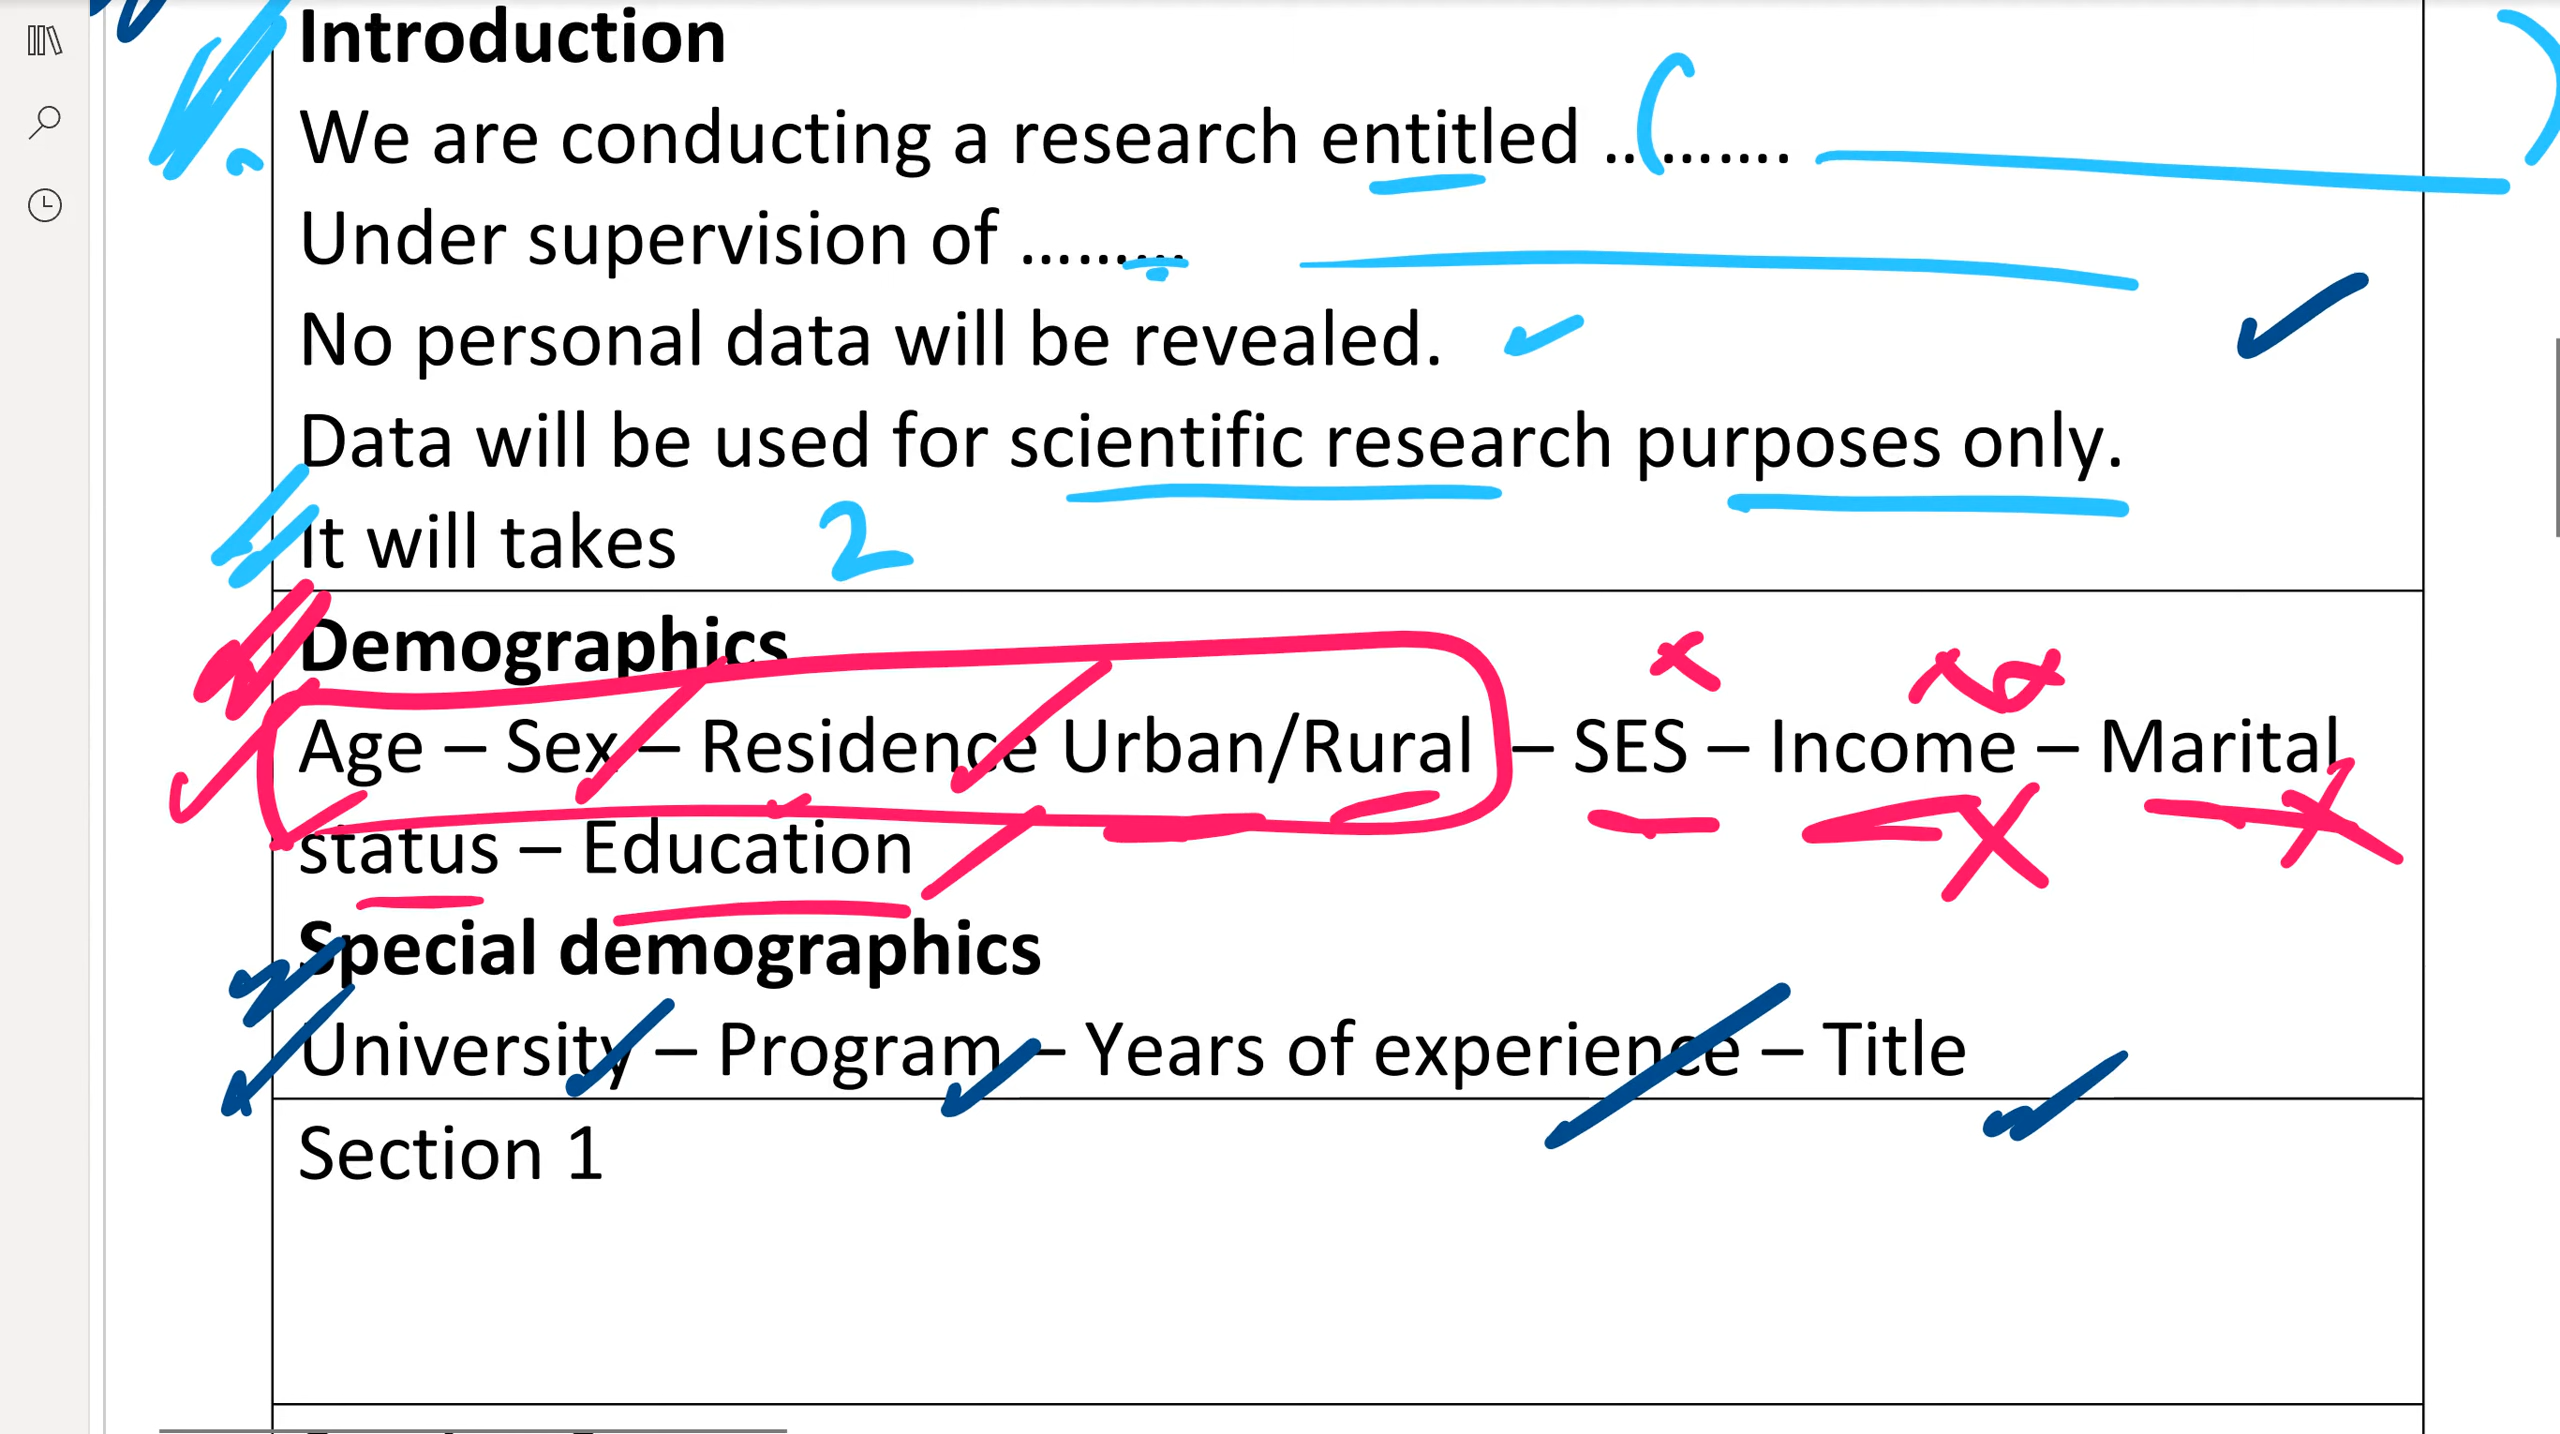 Introduction
We are conducting a research entitled ..........
Under supervision of .........
No personal data will be revealed.
Data will be used for scientific research purposes only.
It will takes 2
Demographics
Age – Sex – Residence Urban/Rural – SES – Income – Marital
status – Education
Special demographics
University – Program – Years of experience – Title
Section 1